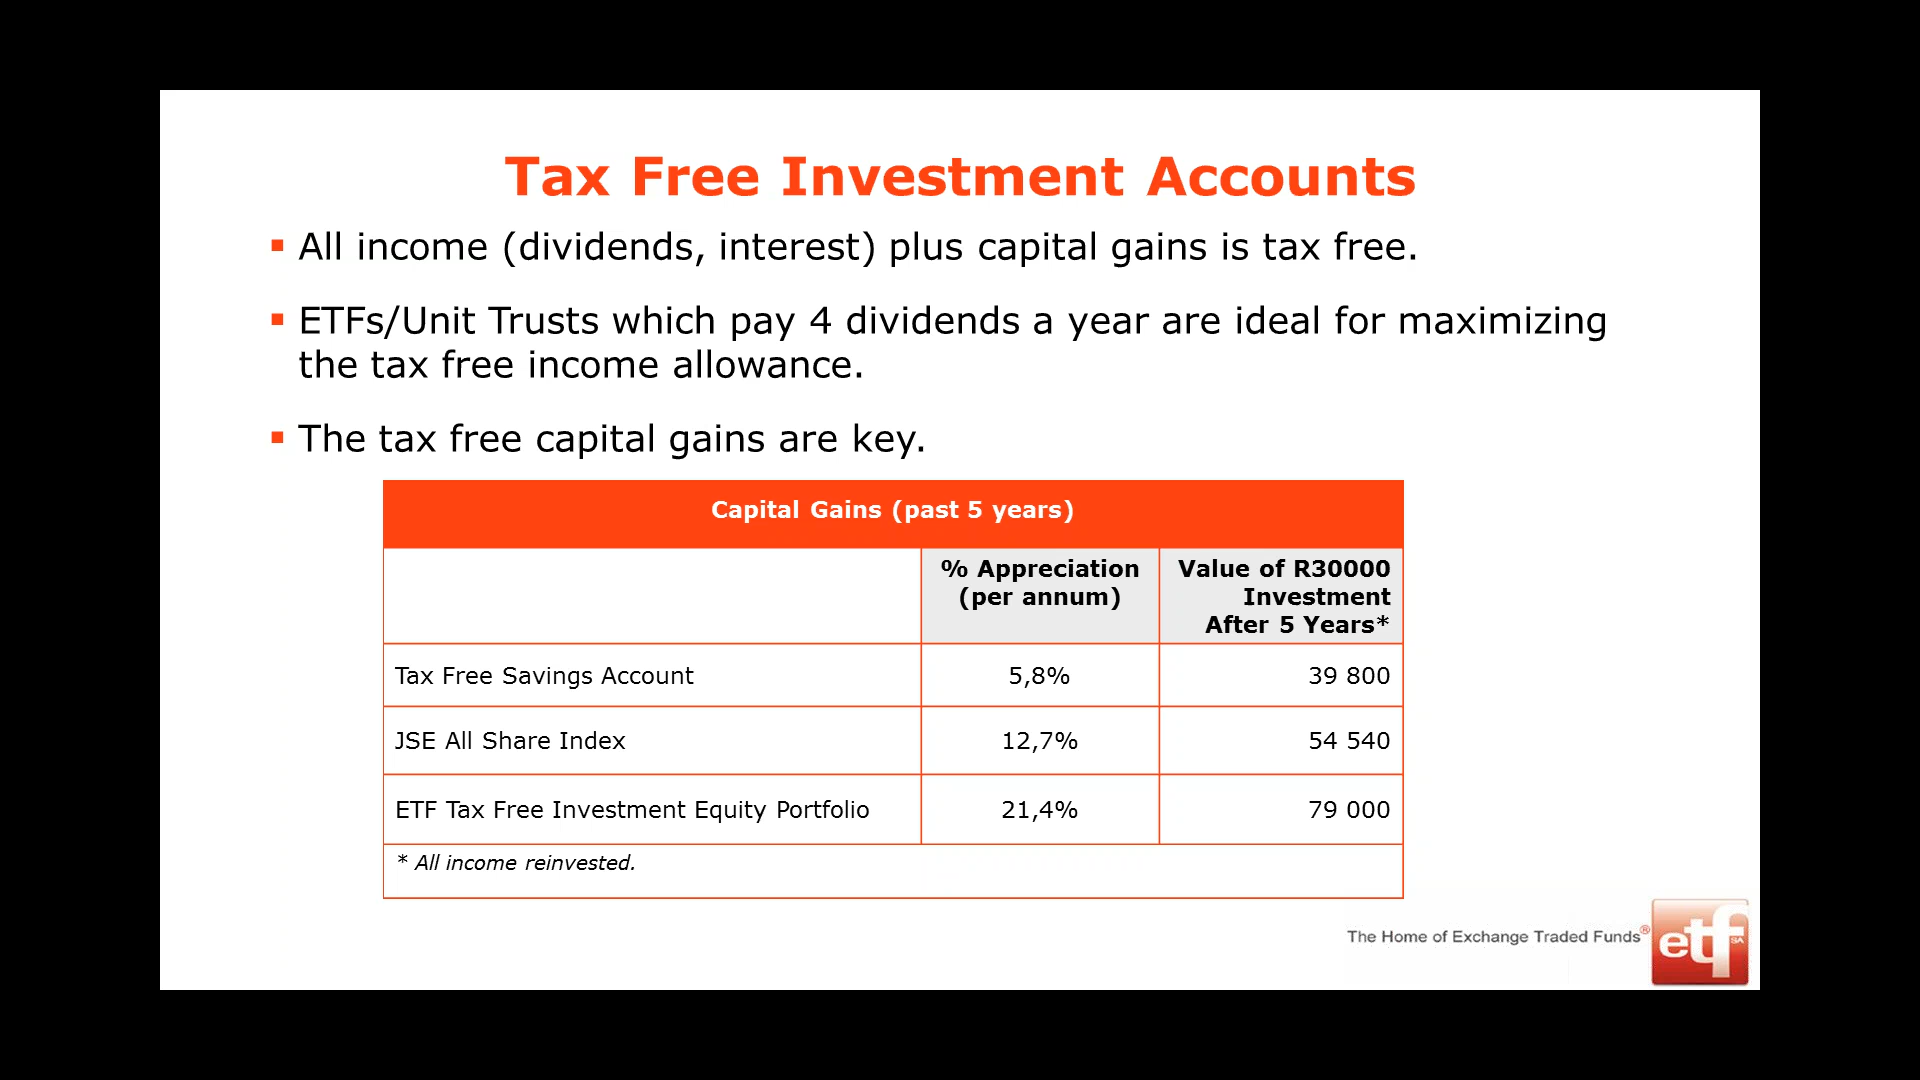 Tax Free Investment Accounts
▪ All income (dividends, interest) plus capital gains is tax free.
▪ ETFs/Unit Trusts which pay 4 dividends a year are ideal for maximizing
the tax free income allowance.
▪ The tax free capital gains are key.
Capital Gains (past 5 years)
% Appreciation
(per annum)
Value of R30000
Investment
After 5 Years*
Tax Free Savings Account 5,8% 39 800
JSE All Share Index 12,7% 54 540
ETF Tax Free Investment Equity Portfolio 21,4% 79 000
* All income reinvested.
The Home of Exchange Traded Funds®
etf
SA